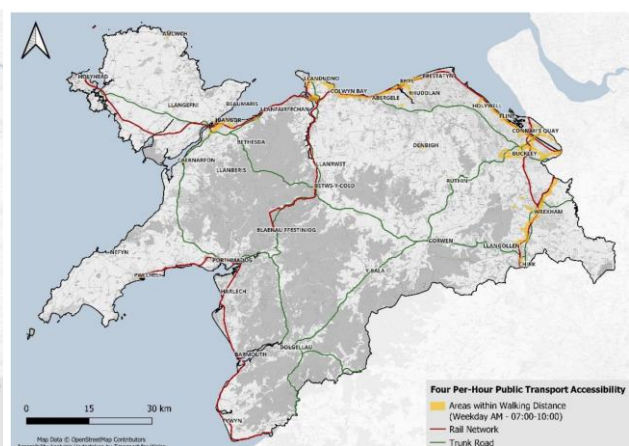 AMLWCH
HOLYHEAD
LLANDUDNO
PRESTATYN
RHYL
COLWYN BAY
LLANGEFNI
BEAUMARIS
ABERGELE
RHUDDLAN
HOLYWELL
LLANFAIRFECHAN
FLINT
BANGOR
CONNAH'S QUAY
BETHESDA
DENBIGH
BUCKLEY
CAERNARFON
LLANRWST
LLANBERIS
RUTHIN
BETWS-Y-COED
WREXHAM
BLAENAU FFESTINIOG
CORWEN
LLANGOLLEN
NEFYN
PORTHMADOG
CHIRK
PWLLHELI
Y BALA
HARLECH
DOLGELLAU
BARMOUTH
TYWYN
Four Per-Hour Public Transport Accessibility
Areas within Walking Distance
(Weekday AM - 07:00-10:00)
Rail Network
Trunk Road
0 15 30 km
Map Data © OpenStreetMap Contributors